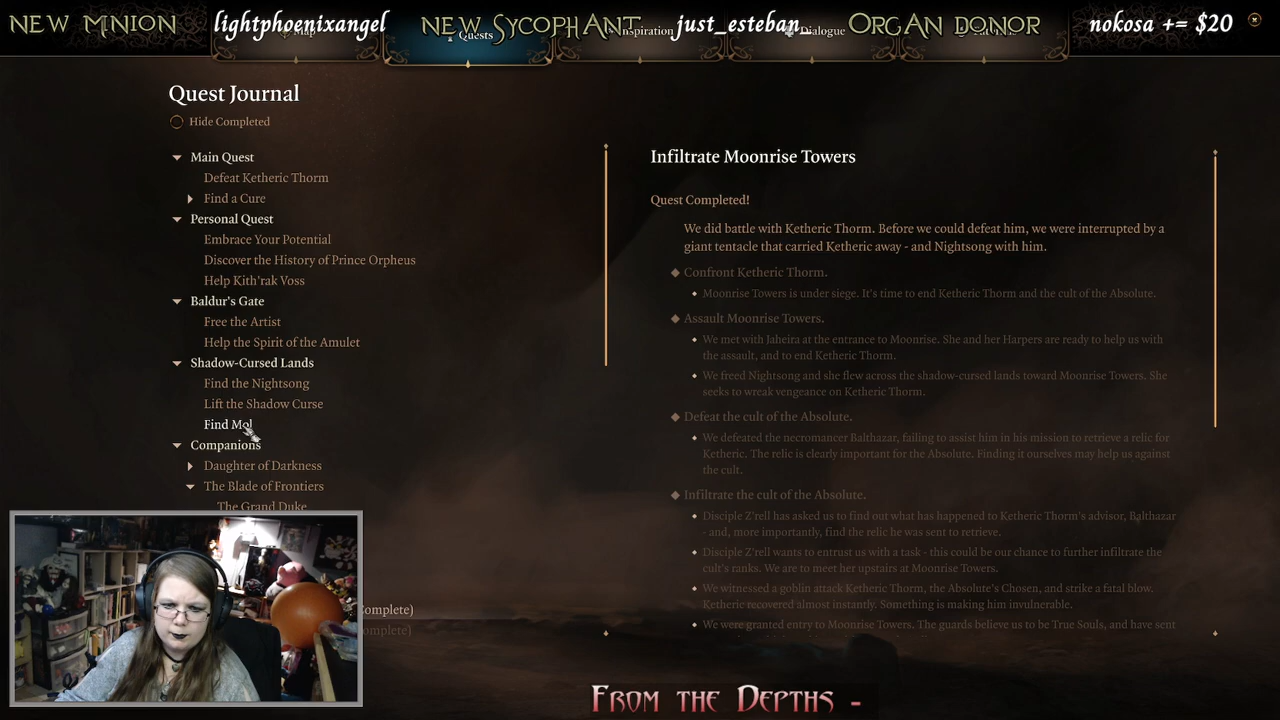 NEW MINION
lightphoenixangel
NEW SYCOPHANT
just_esteban_
ORGAN DONOR
nokosa += $20
Quests
Dialogue
Quest Journal
Hide Completed
Main Quest
Defeat Ketheric Thorm
Find a Cure
Personal Quest
Embrace Your Potential
Discover the History of Prince Orpheus
Help Kith'rak Voss
Baldur's Gate
Free the Artist
Help the Spirit of the Amulet
Shadow-Cursed Lands
Find the Nightsong
Lift the Shadow Curse
Find Mol
Companions
Daughter of Darkness
The Blade of Frontiers
The Grand Duke
Complete)
mplete)
Infiltrate Moonrise Towers
Quest Completed!
We did battle with Ketheric Thorm. Before we could defeat him, we were interrupted by a
giant tentacle that carried Ketheric away - and Nightsong with him.
Confront Ketheric Thorm.
Moonrise Towers is under siege. It's time to end Ketheric Thorm and the cult of the Absolute.
Assault Moonrise Towers.
We met with Jaheira at the entrance to Moonrise. She and her Harpers are ready to help us with
the assault, and to end Ketheric Thorm.
We freed Nightsong and she flew across the shadow-cursed lands toward Moonrise Towers. She
seeks to wreak vengeance on Ketheric Thorm.
Defeat the cult of the Absolute.
We defeated the necromancer Balthazar, failing to assist him in his mission to retrieve a relic for
Ketheric. The relic is clearly important for the Absolute. Finding it ourselves may help us against
the cult.
Infiltrate the cult of the Absolute.
Disciple Z'rell has asked us to find out what has happened to Ketheric Thorm's advisor, Balthazar
- and, more importantly, find the relic he was sent to retrieve.
Disciple Z'rell wants to entrust us with a task - this could be our chance to further infiltrate the
cult's ranks. We are to meet her upstairs at Moonrise Towers.
We witnessed a goblin attack Ketheric Thorm, the Absolute's Chosen, and strike a fatal blow.
Ketheric recovered almost instantly. Something is making him invulnerable.
We were granted entry to Moonrise Towers. The guards believe us to be True Souls, and have sent
FROM THE DEPTHS -